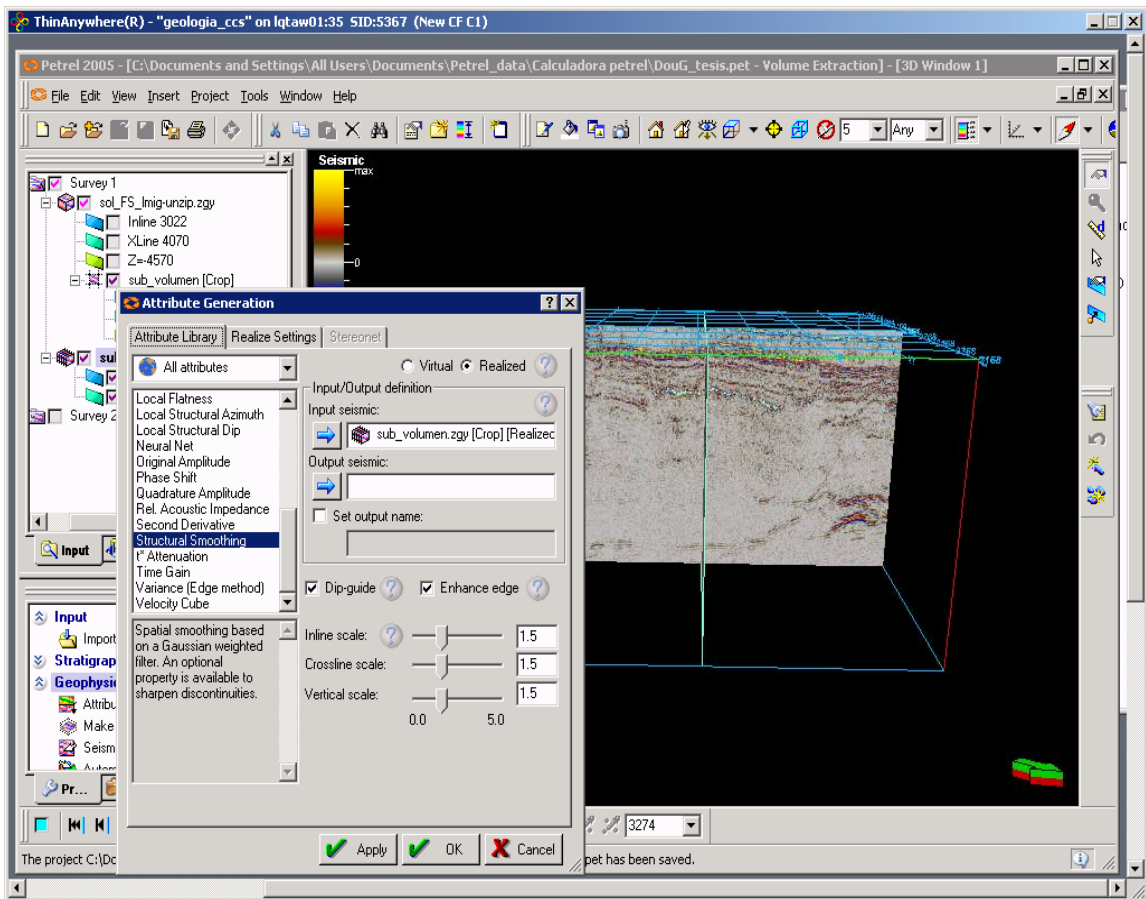 ThinAnywhere(R) - "geologia_ccs" on lqtaw01:35 SID:5367 (New CF C1)
Petrel 2005 - [C:\Documents and Settings\All Users\Documents\Petrel_data\Calculadora petrel\DouG_tesis.pet - Volume Extraction] - [3D Window 1]
File Edit View Insert Project Tools Window Help
5 Any
Survey 1
sol_FS_Imig-unzip.zgy
Inline 3022
XLine 4070
Z=-4570
sub_volumen [Crop]
Survey 2
Input
Seismic
max
0
Attribute Generation
Attribute Library Realize Settings Stereonet
All attributes
Virtual Realized
Local Flatness
Local Structural Azimuth
Local Structural Dip
Neural Net
Original Amplitude
Phase Shift
Quadrature Amplitude
Rel. Acoustic Impedance
Second Derivative
Structural Smoothing
t* Attenuation
Time Gain
Variance (Edge method)
Velocity Cube
Spatial smoothing based
on a Gaussian weighted
filter. An optional
property is available to
sharpen discontinuities.
Input/Output definition
Input seismic:
sub_volumen.zgy [Crop] [Realized
Output seismic:
Set output name:
Dip-guide Enhance edge
Inline scale: 1.5
Crossline scale: 1.5
Vertical scale: 1.5
0.0 5.0
Apply OK Cancel
Input
Import
Stratigrap
Geophysi
Attribu
Make
Seism
Autom
Pr...
3274
The project C:\Do
pet has been saved.